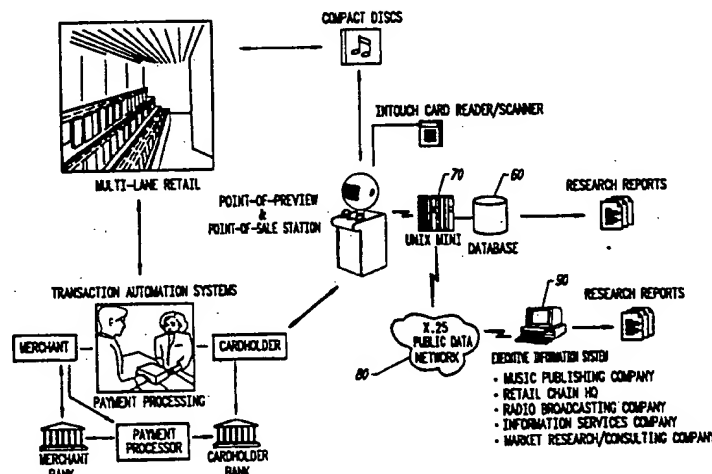 COMPACT DISCS
INTOUCH CARD READER/SCANNER
MULTI-LANE RETAIL
POINT-OF-PREVIEW
&
POINT-OF-SALE STATION
70
60
UNIX MINI
DATABASE
RESEARCH REPORTS
TRANSACTION AUTOMATION SYSTEMS
MERCHANT
CARDHOLDER
PAYMENT PROCESSING
MERCHANT
BANK
PAYMENT
PROCESSOR
CARDHOLDER
BANK
X.25
PUBLIC DATA
NETWORK
80
90
RESEARCH REPORTS
EXECUTIVE INFORMATION SYSTEM
• MUSIC PUBLISHING COMPANY
• RETAIL CHAIN HQ
• RADIO BROADCASTING COMPANY
• INFORMATION SERVICES COMPANY
• MARKET RESEARCH/CONSULTING COMPANY